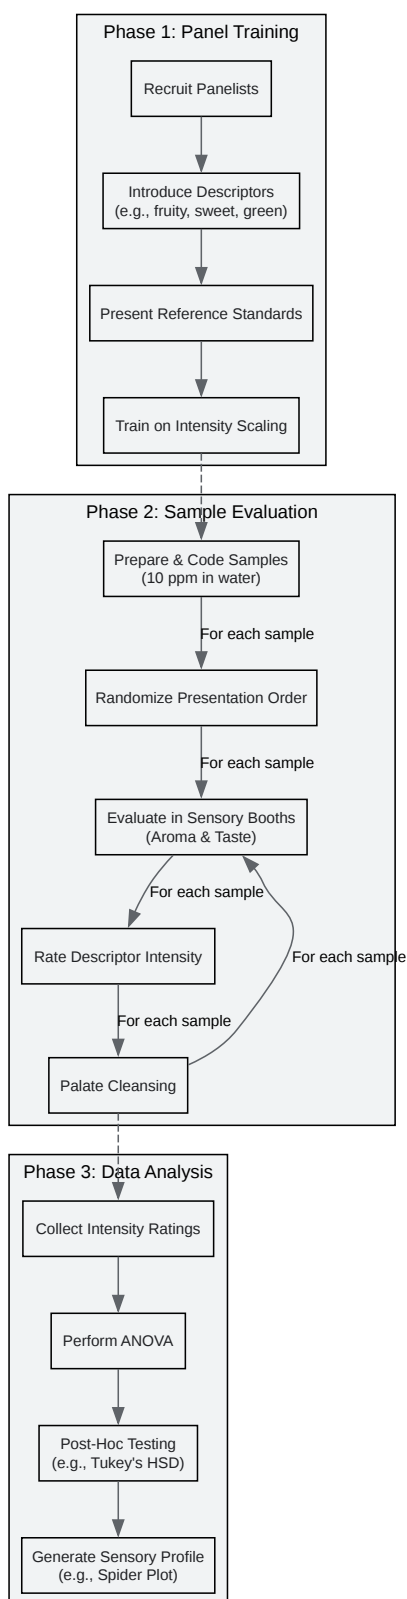 Phase 1: Panel Training
Recruit Panelists
Introduce Descriptors
(e.g., fruity, sweet, green)
Present Reference Standards
Train on Intensity Scaling
Phase 2: Sample Evaluation
Prepare & Code Samples
(10 ppm in water)
For each sample
Randomize Presentation Order
For each sample
Evaluate in Sensory Booths
(Aroma & Taste)
For each sample
Rate Descriptor Intensity
For each sample
For each sample
Palate Cleansing
Phase 3: Data Analysis
Collect Intensity Ratings
Perform ANOVA
Post-Hoc Testing
(e.g., Tukey's HSD)
Generate Sensory Profile
(e.g., Spider Plot)